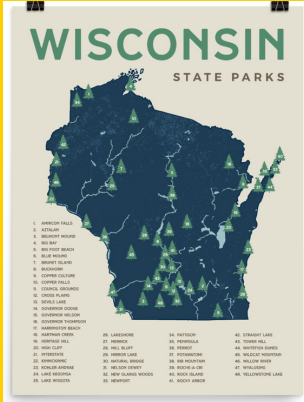 WISCONSIN
STATE PARKS
1. AMNICON FALLS
2. AZTALAN
3. BELMONT MOUND
4. BIG BAY
5. BIG FOOT BEACH
6. BLUE MOUND
7. BRUNET ISLAND
8. BUCKHORN
9. COPPER CULTURE
10. COPPER FALLS
11. COUNCIL GROUNDS
12. CROSS PLAINS
13. DEVILS LAKE
14. GOVERNOR DODGE
15. GOVERNOR NELSON
16. GOVERNOR THOMPSON
17. HARRINGTON BEACH
18. HARTMAN CREEK
19. HERITAGE HILL
20. HIGH CLIFF
21. INTERSTATE
22. KINNICKINNIC
23. KOHLER-ANDRAE
24. LAKE KEGONSA
25. LAKE WISSOTA
26. LAKESHORE
27. MERRICK
28. MILL BLUFF
29. MIRROR LAKE
30. NATURAL BRIDGE
31. NELSON DEWEY
32. NEW GLARUS WOODS
33. NEWPORT
34. PATTISON
35. PENINSULA
36. PERROT
37. POTAWATOMI
38. RIB MOUNTAIN
39. ROCHE-A-CRI
40. ROCK ISLAND
41. ROCKY ARBOR
42. STRAIGHT LAKE
43. TOWER HILL
44. WHITEFISH DUNES
45. WILDCAT MOUNTAIN
46. WILLOW RIVER
47. WYALUSING
48. YELLOWSTONE LAKE